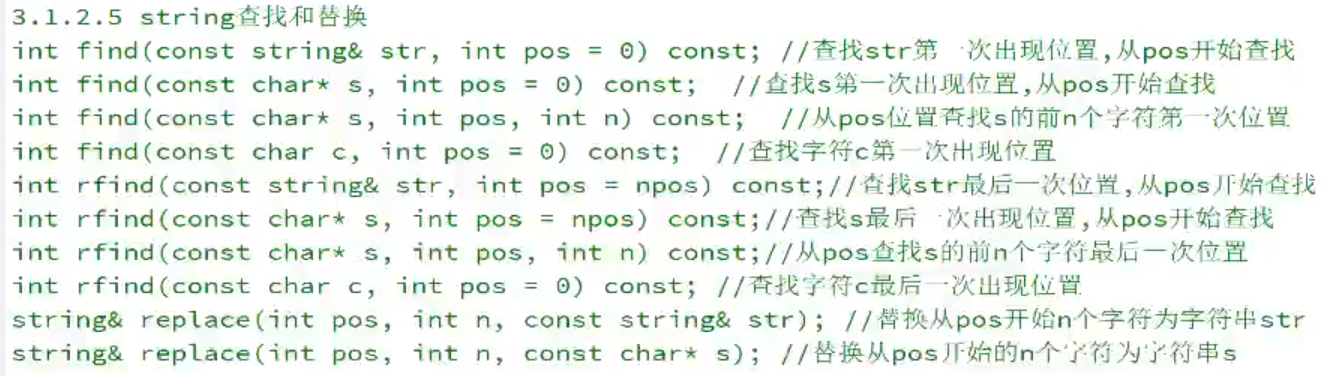 3.1.2.5 string查找和替换
int find(const string& str, int pos = 0) const; //查找str第一次出现位置,从pos开始查找
int find(const char* s, int pos = 0) const;  //查找s第一次出现位置,从pos开始查找
int find(const char* s, int pos, int n) const;  //从pos位置查找s的前n个字符第一次位置
int find(const char c, int pos = 0) const;  //查找字符c第一次出现位置
int rfind(const string& str, int pos = npos) const;//查找str最后一次位置,从pos开始查找
int rfind(const char* s, int pos = npos) const;//查找s最后一次出现位置,从pos开始查找
int rfind(const char* s, int pos, int n) const;//从pos查找s的前n个字符最后一次位置
int rfind(const char c, int pos = 0) const; //查找字符c最后一次出现位置
string& replace(int pos, int n, const string& str); //替换从pos开始n个字符为字符串str
string& replace(int pos, int n, const char* s); //替换从pos开始的n个字符为字符串s